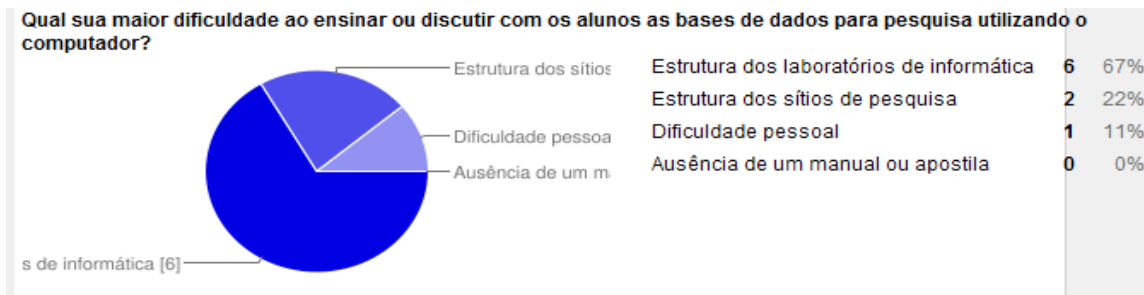 Qual sua maior dificuldade ao ensinar ou discutir com os alunos as bases de dados para pesquisa utilizando o
computador?
Estrutura dos sítios
Dificuldade pessoa
Ausência de um m
s de informática [6]
Estrutura dos laboratórios de informática 6 67%
Estrutura dos sítios de pesquisa 2 22%
Dificuldade pessoal 1 11%
Ausência de um manual ou apostila 0 0%